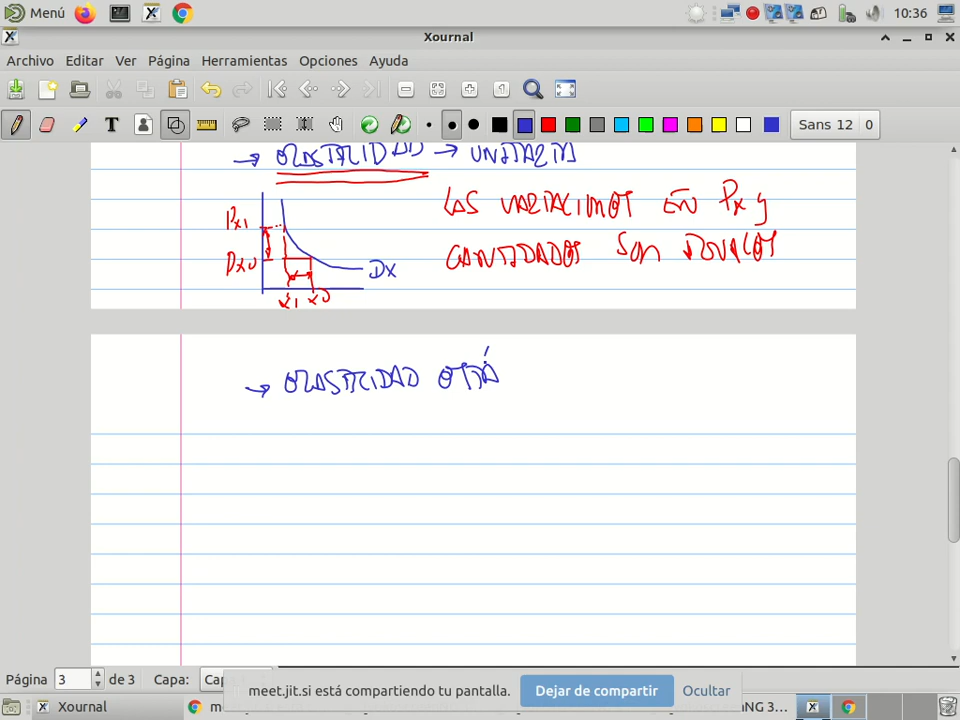 Menú 10:36
Xournal
Archivo Editar Ver Página Herramientas Opciones Ayuda
Sans 12 0
→ ELASTICIDAD → UNITARIA
LAS VARIACIONES EN Px y
CANTIDADES SON IGUALES
Px1
Px0
Dx
x1 x0
→ ELASTICIDAD ESTÁ
Página 3 de 3 Capa: Cap
meet.jit.si está compartiendo tu pantalla. Dejar de compartir Ocultar
Xournal